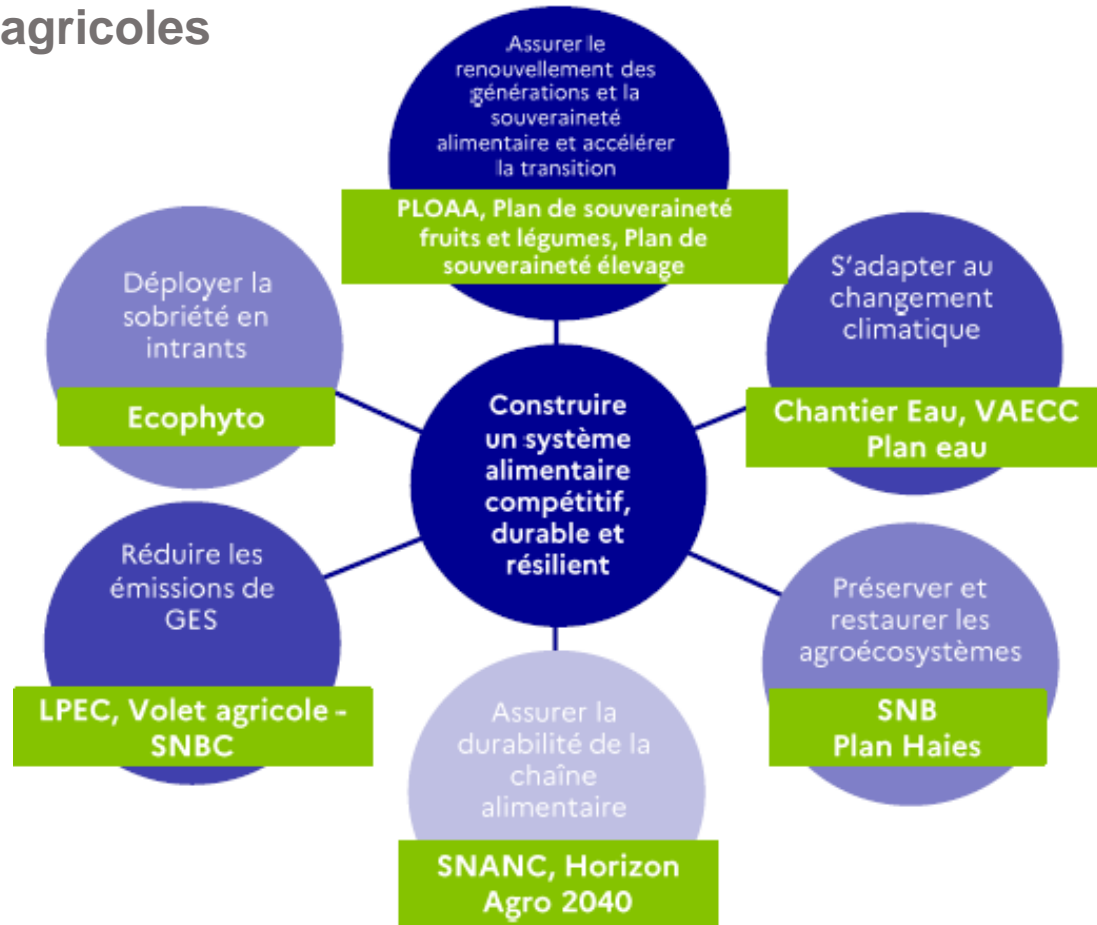 agricoles
Assurer le
renouvellement des
générations et la
souveraineté
alimentaire et accélérer
la transition
PLOAA, Plan de souveraineté
fruits et légumes, Plan de
souveraineté élevage
Déployer la
sobriété en
intrants
Ecophyto
S'adapter au
changement
climatique
Chantier Eau, VAECC
Plan eau
Construire
un système
alimentaire
compétitif,
durable et
résilient
Réduire les
émissions de
GES
LPEC, Volet agricole -
SNBC
Préserver et
restaurer les
agroécosystèmes
SNB
Plan Haies
Assurer la
durabilité de la
chaîne
alimentaire
SNANC, Horizon
Agro 2040